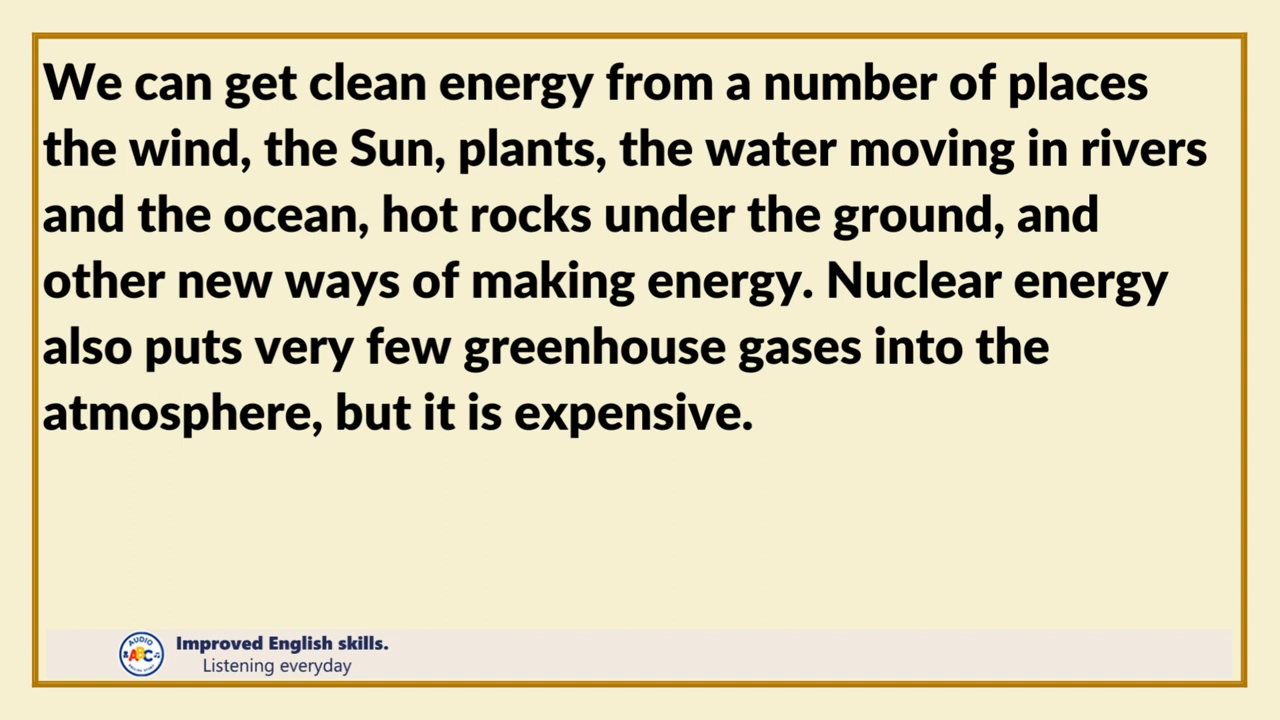 We can get clean energy from a number of places
the wind, the Sun, plants, the water moving in rivers
and the ocean, hot rocks under the ground, and
other new ways of making energy. Nuclear energy
also puts very few greenhouse gases into the
atmosphere, but it is expensive.
AUDIO
ABC
Improved English skills.
Listening everyday